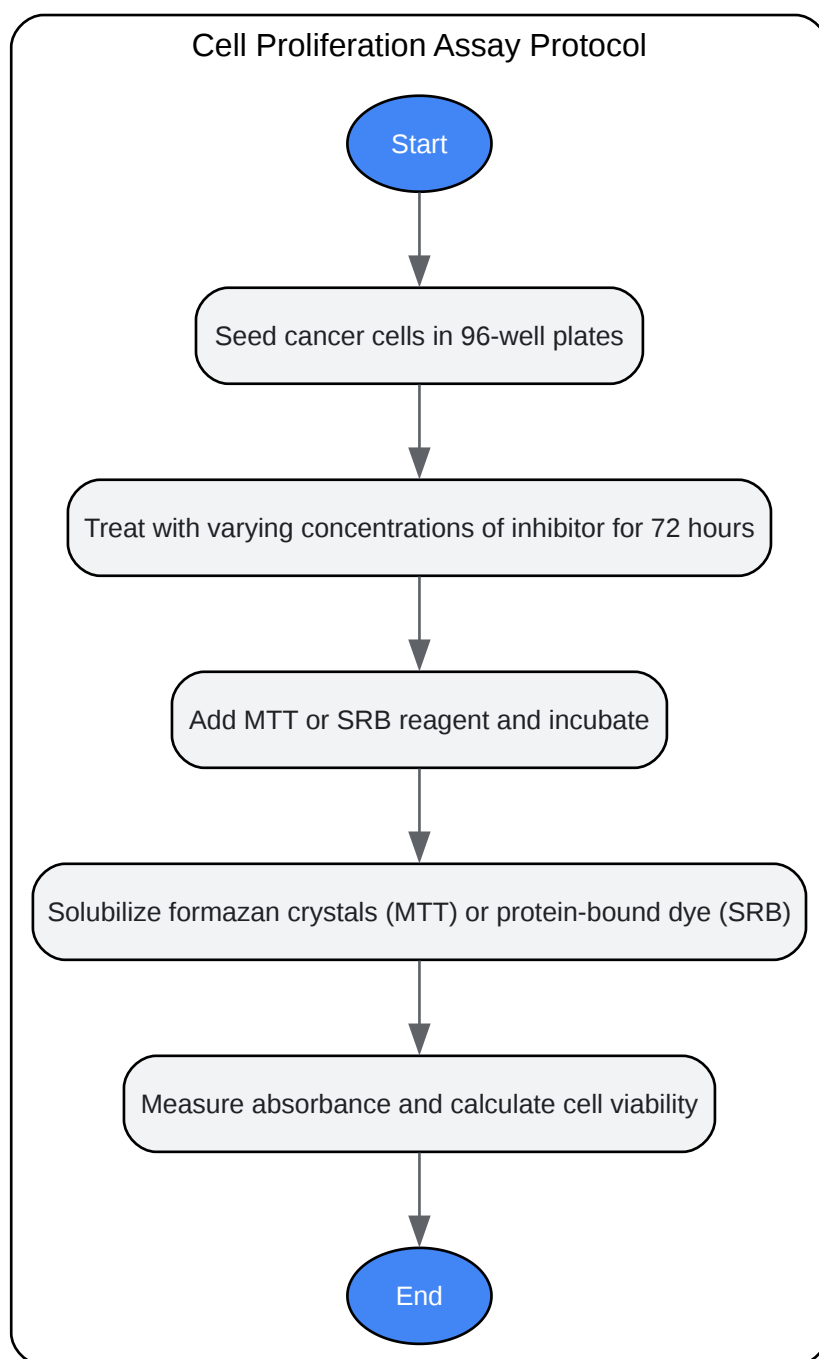 Cell Proliferation Assay Protocol
Start
Seed cancer cells in 96-well plates
Treat with varying concentrations of inhibitor for 72 hours
Add MTT or SRB reagent and incubate
Solubilize formazan crystals (MTT) or protein-bound dye (SRB)
Measure absorbance and calculate cell viability
End